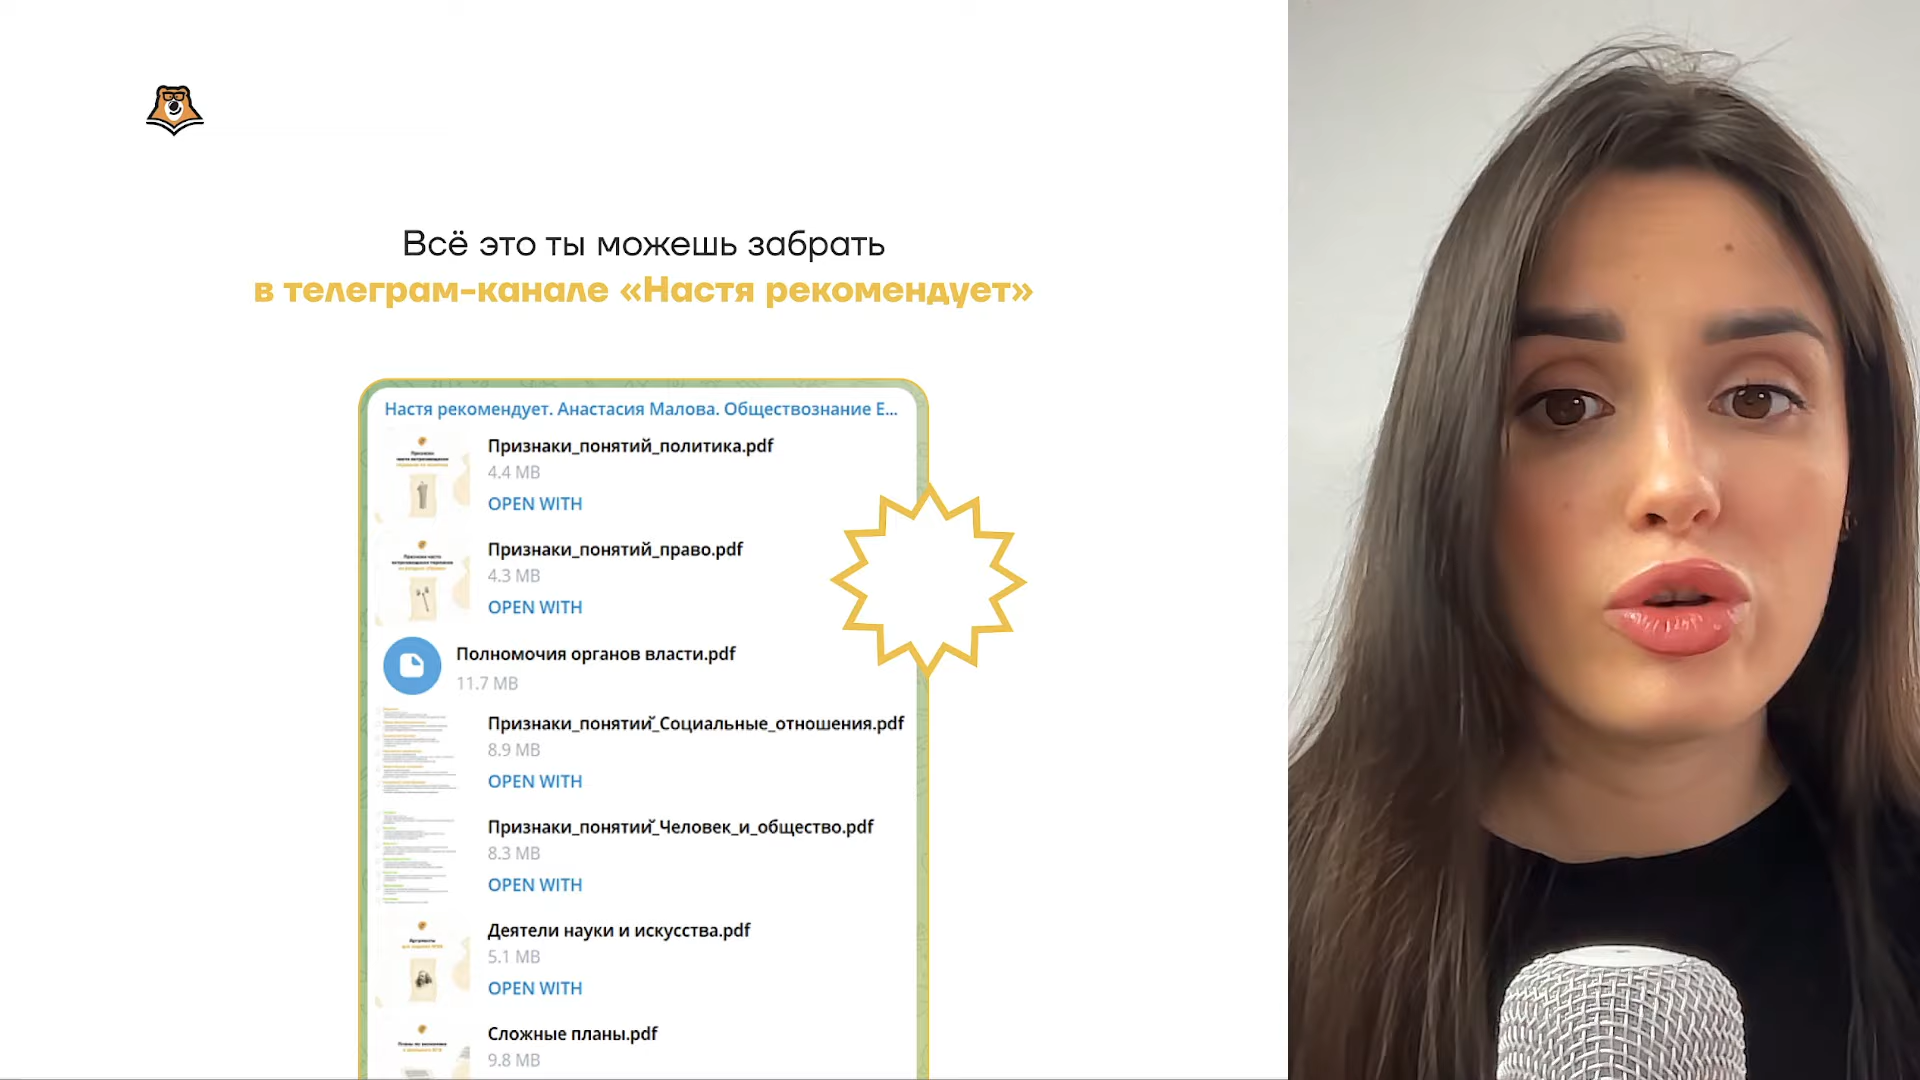 Всё это ты можешь забрать
в телеграм-канале «Настя рекомендует»
Настя рекомендует. Анастасия Малова. Обществознание Е...
Признаки_понятий_политика.pdf
4.4 MB
OPEN WITH
Признаки_понятий_право.pdf
4.3 MB
OPEN WITH
Полномочия органов власти.pdf
11.7 MB
Признаки_понятий_Социальные_отношения.pdf
8.9 MB
OPEN WITH
Признаки_понятий_Человек_и_общество.pdf
8.3 MB
OPEN WITH
Деятели науки и искусства.pdf
5.1 MB
OPEN WITH
Сложные планы.pdf
9.8 MB